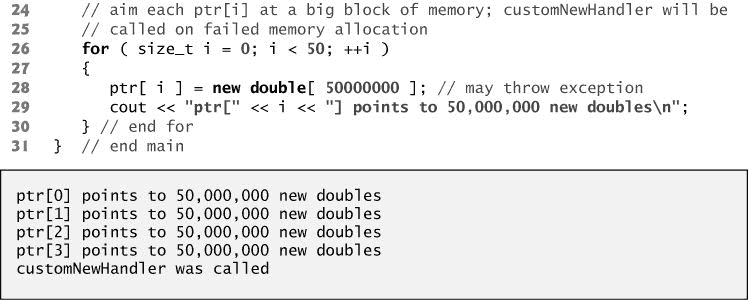 24 // aim each ptr[i] at a big block of memory; customNewHandler will be
25 // called on failed memory allocation
26 for ( size_t i = 0; i < 50; ++i )
27 {
28 ptr[ i ] = new double[ 50000000 ]; // may throw exception
29 cout << "ptr[" << i << "] points to 50,000,000 new doubles\n";
30 } // end for
31 } // end main
ptr[0] points to 50,000,000 new doubles
ptr[1] points to 50,000,000 new doubles
ptr[2] points to 50,000,000 new doubles
ptr[3] points to 50,000,000 new doubles
customNewHandler was called